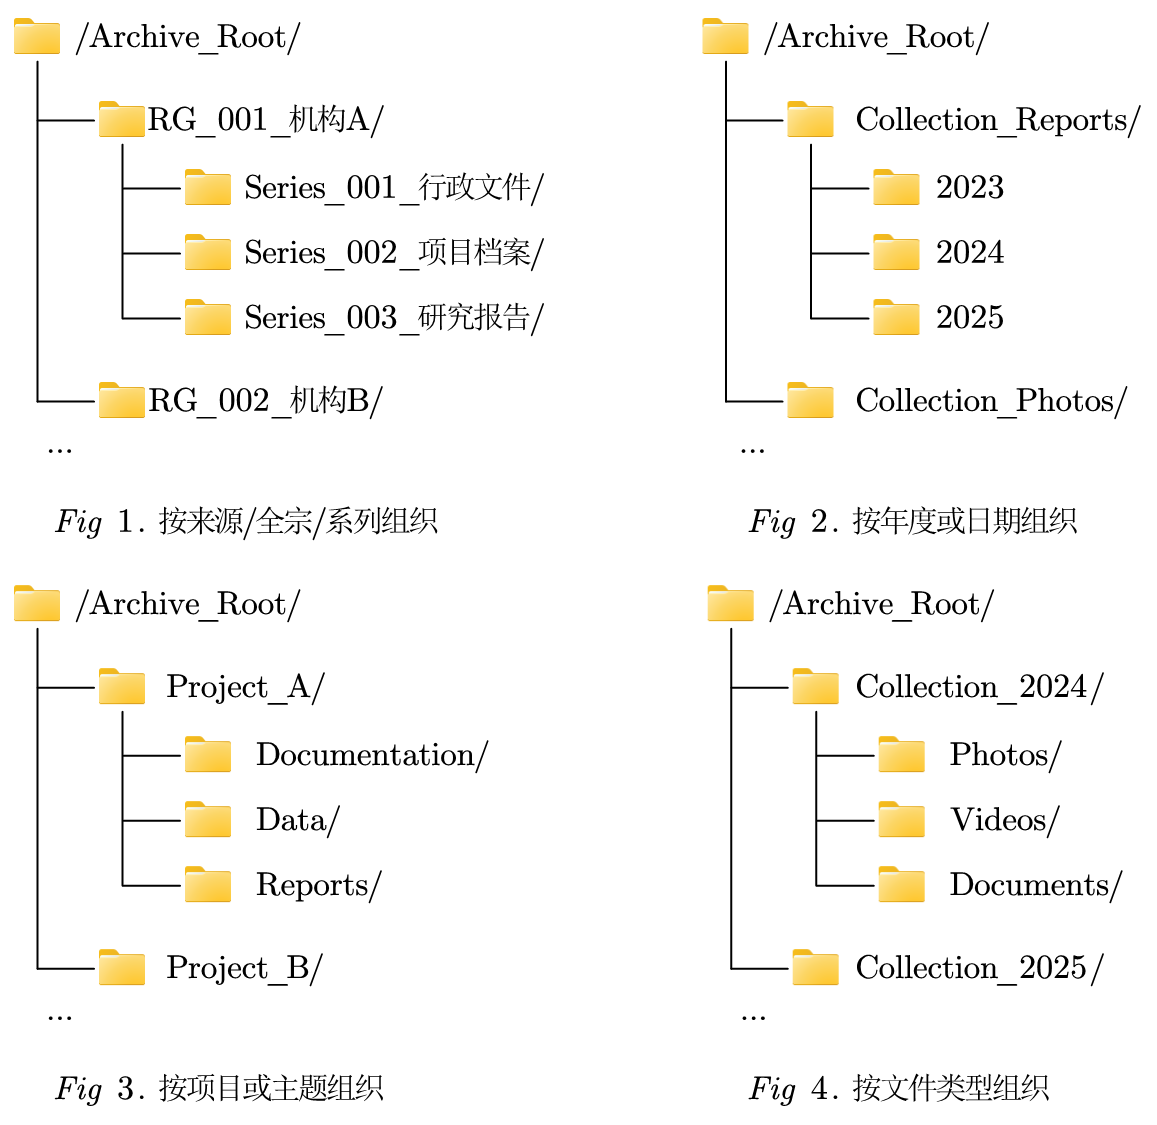 /Archive_Root/
RG_001_机构A/
Series_001_行政文件/
Series_002_项目档案/
Series_003_研究报告/
RG_002_机构B/
...
Fig 1. 按来源/全宗/系列组织
/Archive_Root/
Collection_Reports/
2023
2024
2025
Collection_Photos/
...
Fig 2. 按年度或日期组织
/Archive_Root/
Project_A/
Documentation/
Data/
Reports/
Project_B/
...
Fig 3. 按项目或主题组织
/Archive_Root/
Collection_2024/
Photos/
Videos/
Documents/
Collection_2025/
...
Fig 4. 按文件类型组织